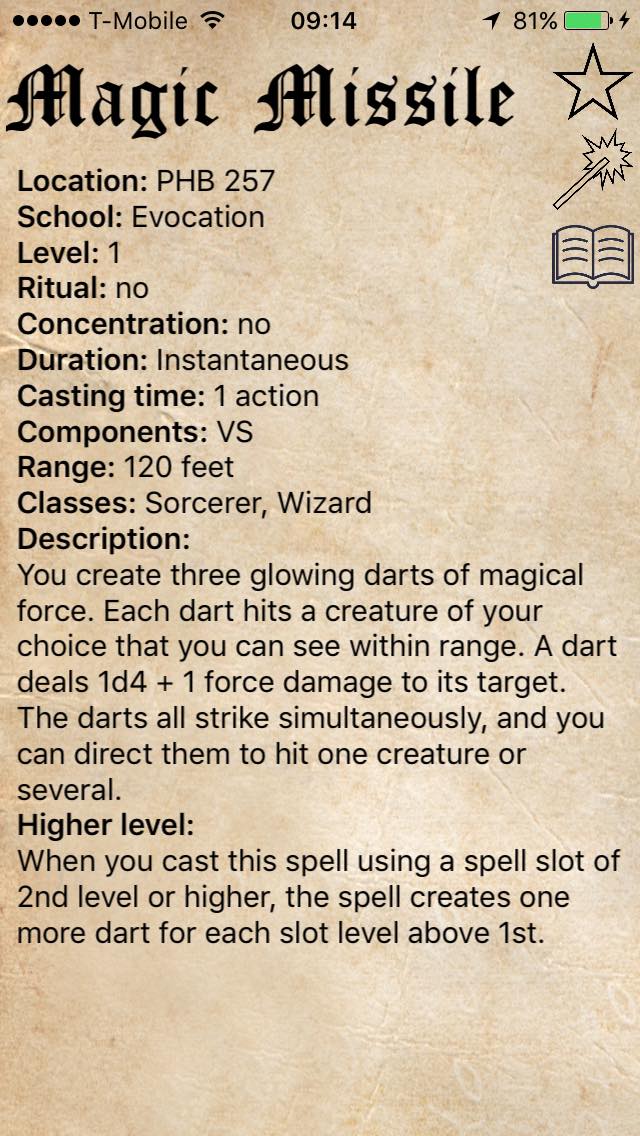 T-Mobile 09:14 81%
Magic Missile
Location: PHB 257
School: Evocation
Level: 1
Ritual: no
Concentration: no
Duration: Instantaneous
Casting time: 1 action
Components: VS
Range: 120 feet
Classes: Sorcerer, Wizard
Description:
You create three glowing darts of magical
force. Each dart hits a creature of your
choice that you can see within range. A dart
deals 1d4 + 1 force damage to its target.
The darts all strike simultaneously, and you
can direct them to hit one creature or
several.
Higher level:
When you cast this spell using a spell slot of
2nd level or higher, the spell creates one
more dart for each slot level above 1st.